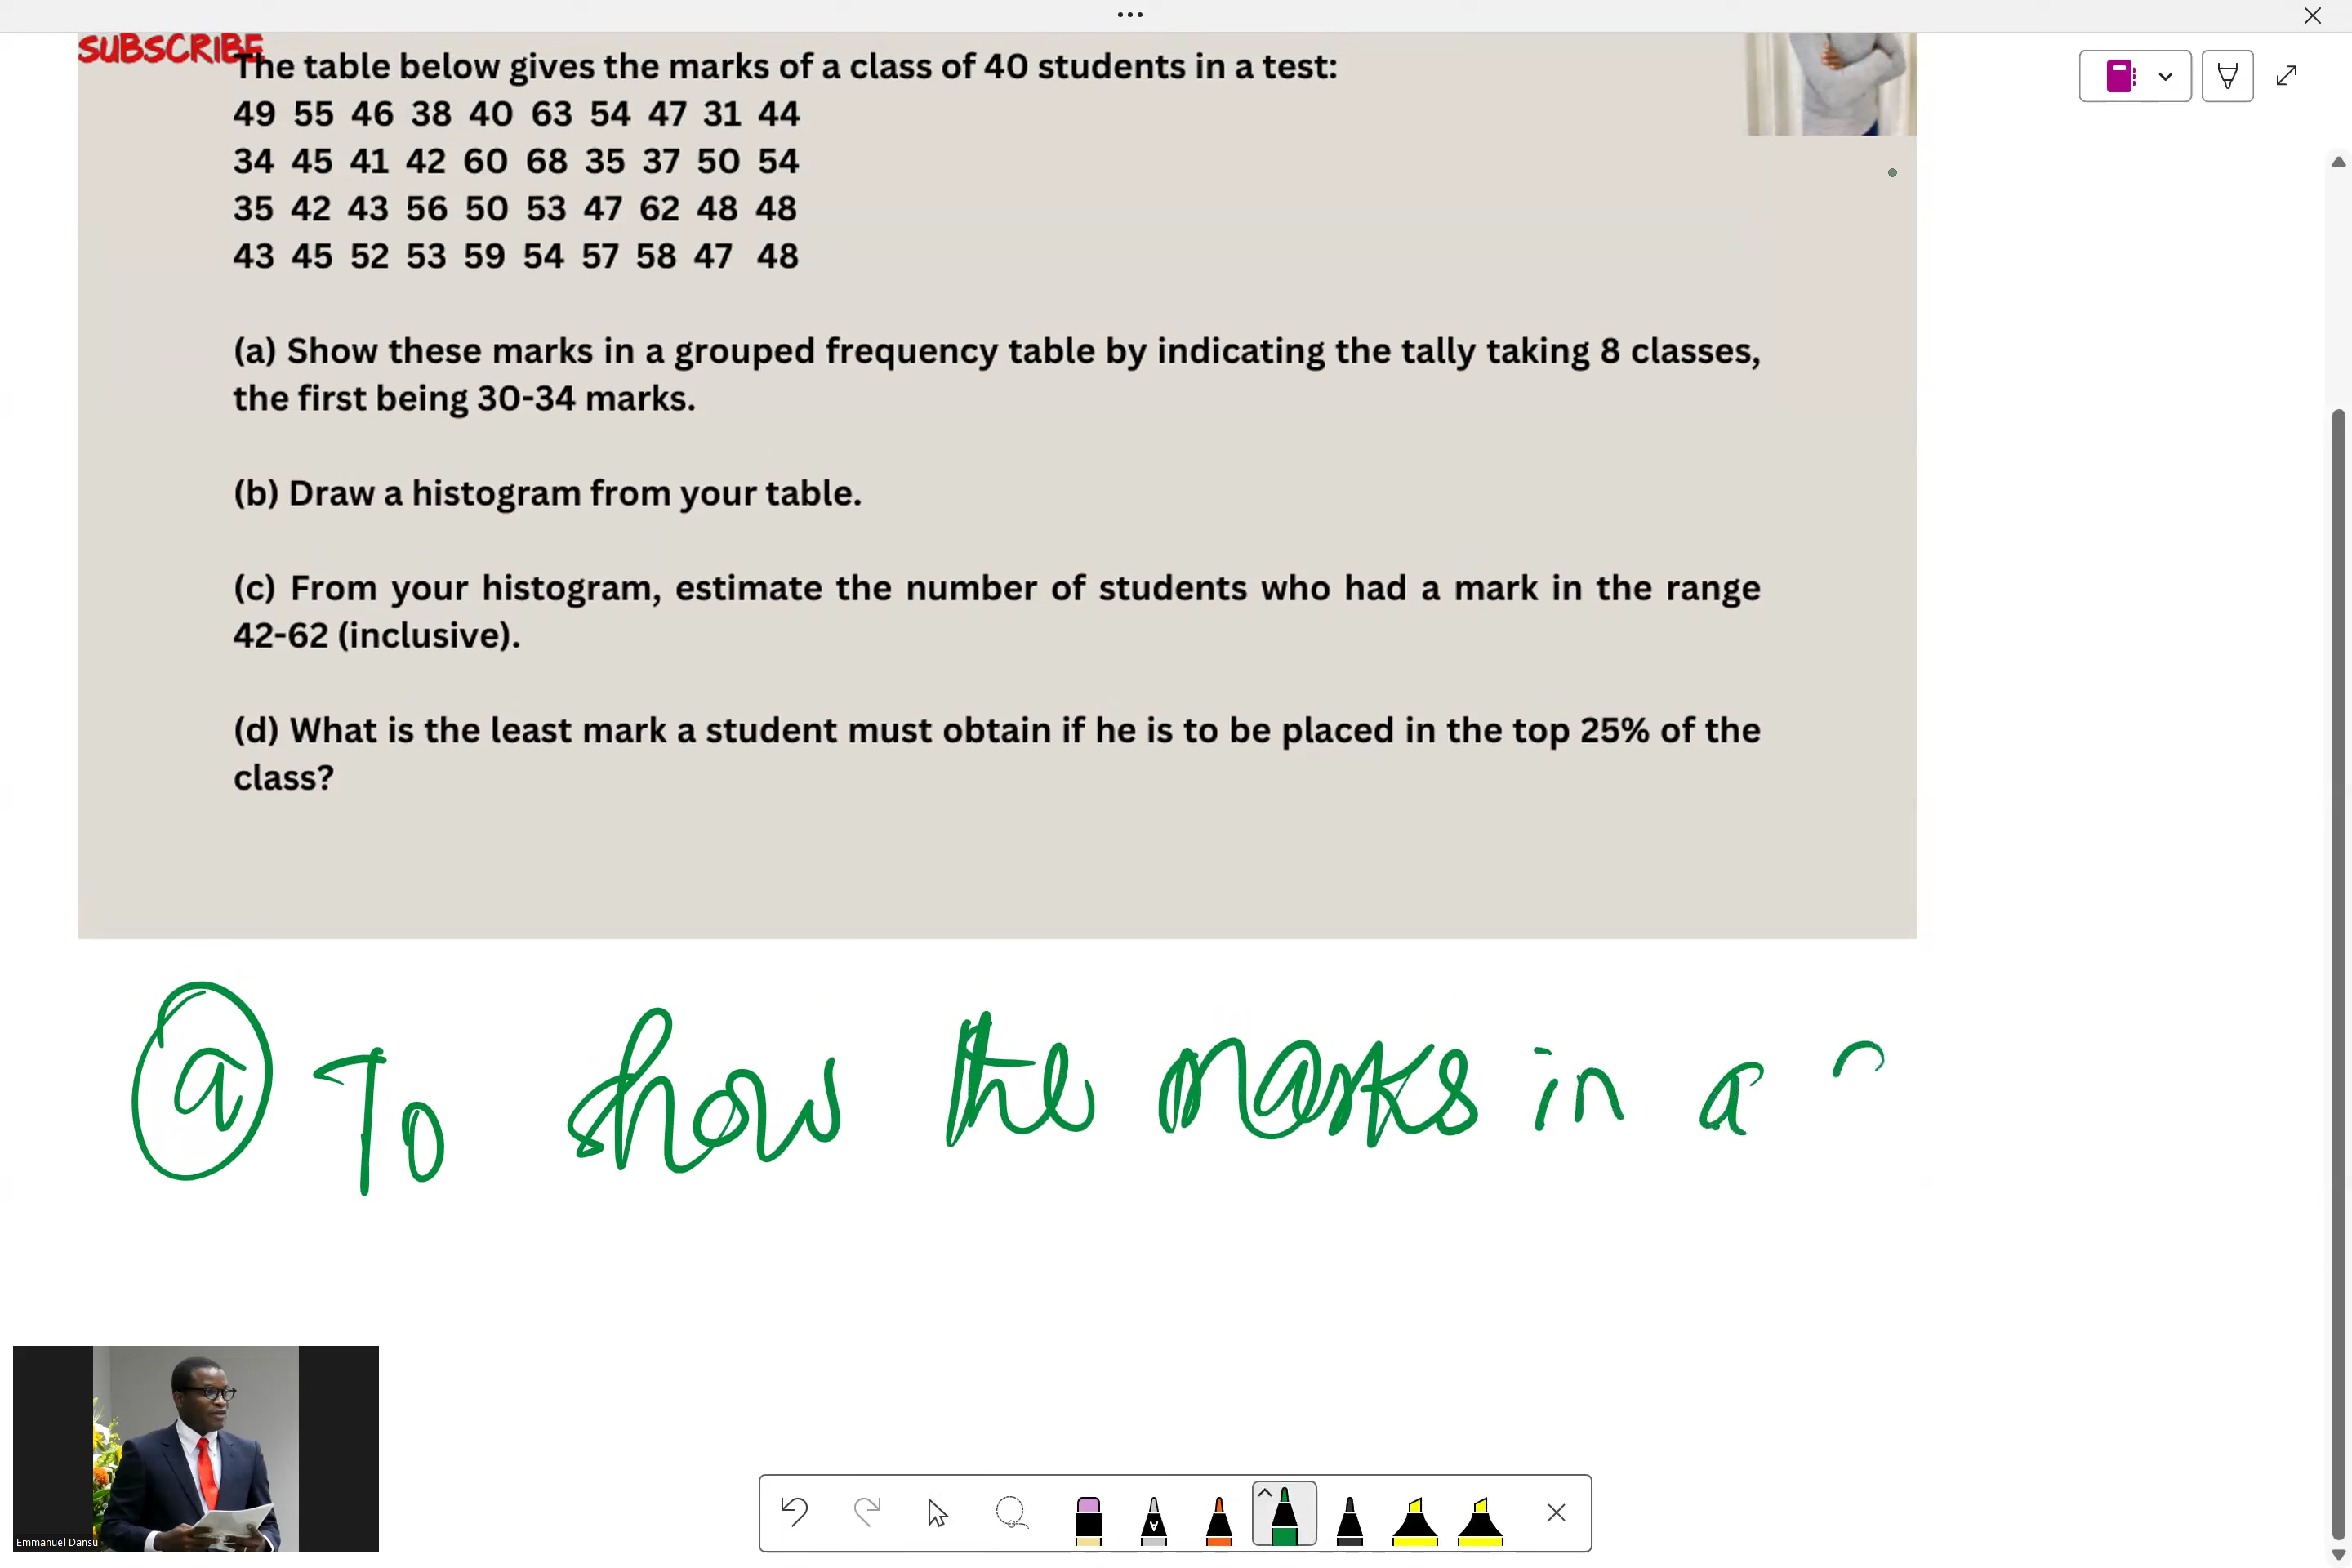 SUBSCRIBE
The table below gives the marks of a class of 40 students in a test:
49 55 46 38 40 63 54 47 31 44
34 45 41 42 60 68 35 37 50 54
35 42 43 56 50 53 47 62 48 48
43 45 52 53 59 54 57 58 47 48
(a) Show these marks in a grouped frequency table by indicating the tally taking 8 classes,
the first being 30-34 marks.
(b) Draw a histogram from your table.
(c) From your histogram, estimate the number of students who had a mark in the range
42-62 (inclusive).
(d) What is the least mark a student must obtain if he is to be placed in the top 25% of the
class?
a To show the marks in a
Emmanuel Dansu